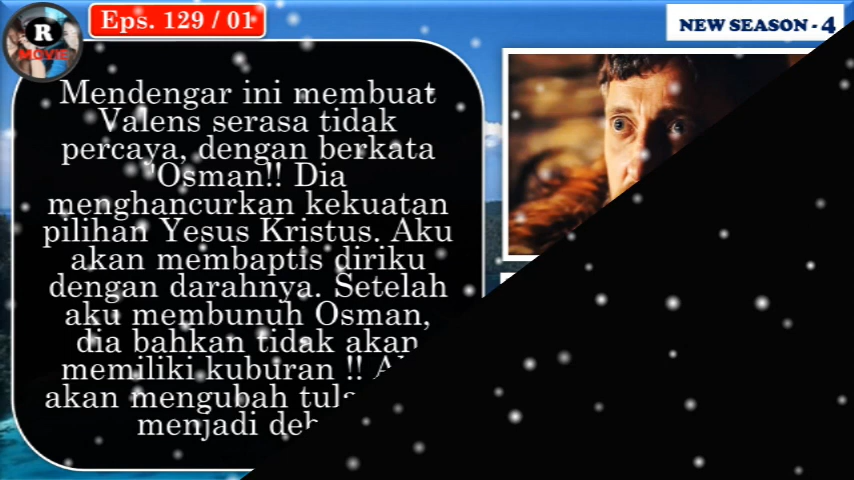 R
MOVIE
Eps. 129 / 01
NEW SEASON - 4
Mendengar ini membuat
Valens serasa tidak
percaya, dengan berkata
'Osman!! Dia
menghancurkan kekuatan
pilihan Yesus Kristus. Aku
akan membaptis diriku
dengan darahnya. Setelah
aku membunuh Osman,
dia bahkan tidak akan
memiliki kuburan !!
akan mengubah
menjadi